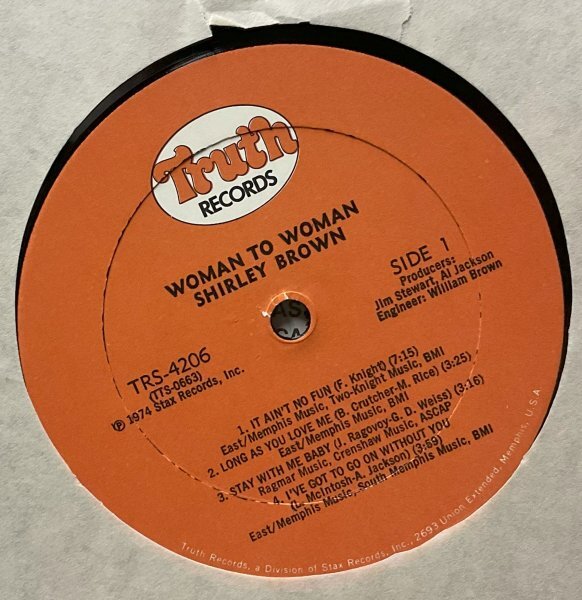 Truth
RECORDS
WOMAN TO WOMAN
SHIRLEY BROWN
SIDE 1
Producers:
Jim Stewart, Al Jackson
Engineer: William Brown
TRS-4206
(TTS-0663)
℗ 1974 Stax Records, Inc.
1. IT AIN'T NO FUN (F. Knight) (7:15)
East/Memphis Music, Two-Knight Music, BMI
2. LONG AS YOU LOVE ME (B. Crutcher-M. Rice) (3:25)
East/Memphis Music, BMI
3. STAY WITH ME BABY (J. Ragovoy-G. D. Weiss) (3:16)
Ragmar Music, Crenshaw Music, ASCAP
4. I'VE GOT TO GO ON WITHOUT YOU
(L. McIntosh-A. Jackson) (3:59)
East/Memphis Music, South Memphis Music, BMI
Truth Records, a Division of Stax Records, Inc., 2693 Union Extended, Memphis, U.S.A.